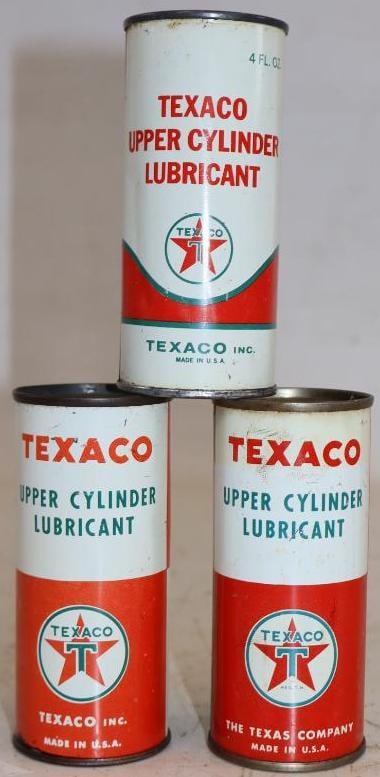 4 FL. OZ.
TEXACO
UPPER CYLINDER
LUBRICANT
TEXACO
T
TEXACO INC.
MADE IN U.S.A.
TEXACO
UPPER CYLINDER
LUBRICANT
TEXACO
T
TEXACO INC.
MADE IN U.S.A.
TEXACO
UPPER CYLINDER
LUBRICANT
TEXACO
T
THE TEXAS COMPANY
MADE IN U.S.A.